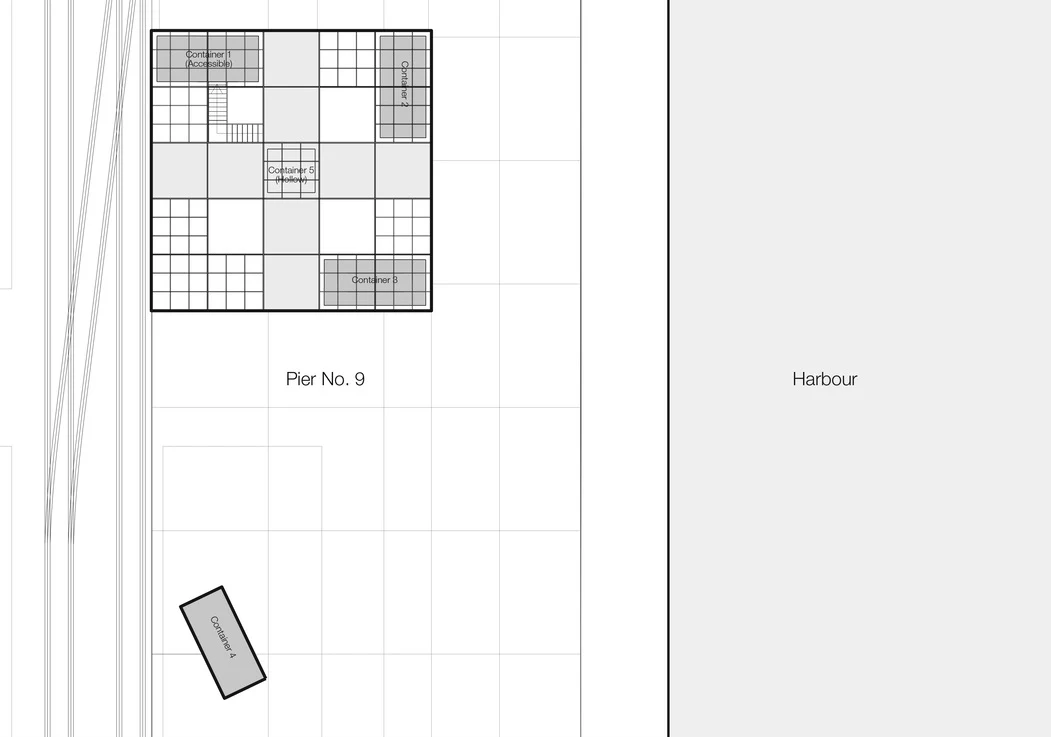 Container 1
(Accessible)
Container 2
Container 5
(Hollow)
Container 3
Pier No. 9
Harbour
Container 4